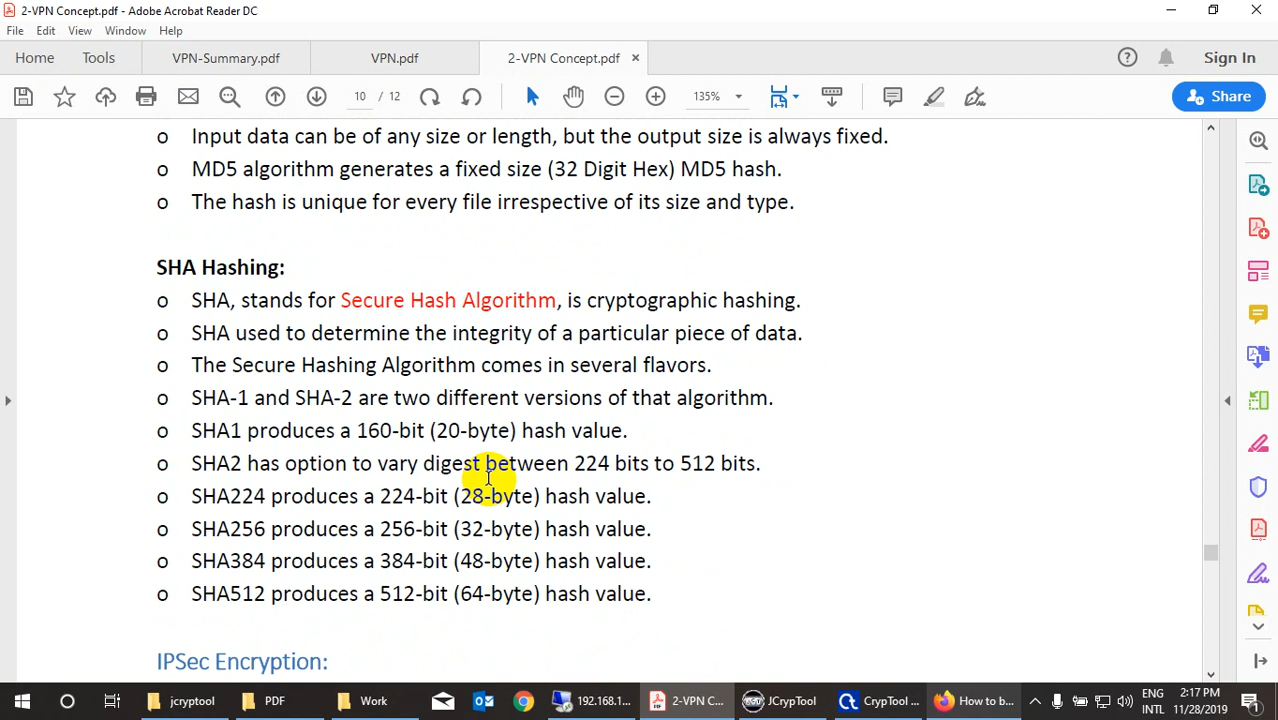 2-VPN Concept.pdf - Adobe Acrobat Reader DC
File Edit View Window Help
Home Tools VPN-Summary.pdf VPN.pdf 2-VPN Concept.pdf × Sign In
10 / 12 135% Share
o Input data can be of any size or length, but the output size is always fixed.
o MD5 algorithm generates a fixed size (32 Digit Hex) MD5 hash.
o The hash is unique for every file irrespective of its size and type.
SHA Hashing:
o SHA, stands for Secure Hash Algorithm, is cryptographic hashing.
o SHA used to determine the integrity of a particular piece of data.
o The Secure Hashing Algorithm comes in several flavors.
o SHA-1 and SHA-2 are two different versions of that algorithm.
o SHA1 produces a 160-bit (20-byte) hash value.
o SHA2 has option to vary digest between 224 bits to 512 bits.
o SHA224 produces a 224-bit (28-byte) hash value.
o SHA256 produces a 256-bit (32-byte) hash value.
o SHA384 produces a 384-bit (48-byte) hash value.
o SHA512 produces a 512-bit (64-byte) hash value.
IPSec Encryption:
jcryptool PDF Work 192.168.1... 2-VPN C... JCrypTool CrypTool ... How to b... ENG 2:17 PM
INTL 11/28/2019 1